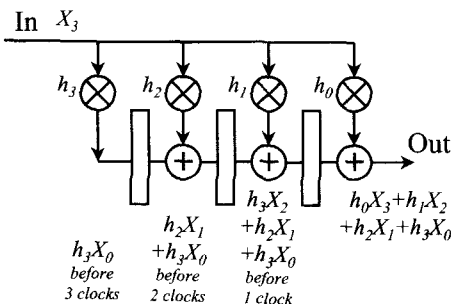 In X₃
h₃ h₂ h₁ h₀
+ + + Out
h₃X₀
before
3 clocks
h₂X₁
+h₃X₀
before
2 clocks
h₃X₂
+h₂X₁
+h₃X₀
before
1 clock
h₀X₃+h₁X₂
+h₂X₁+h₃X₀